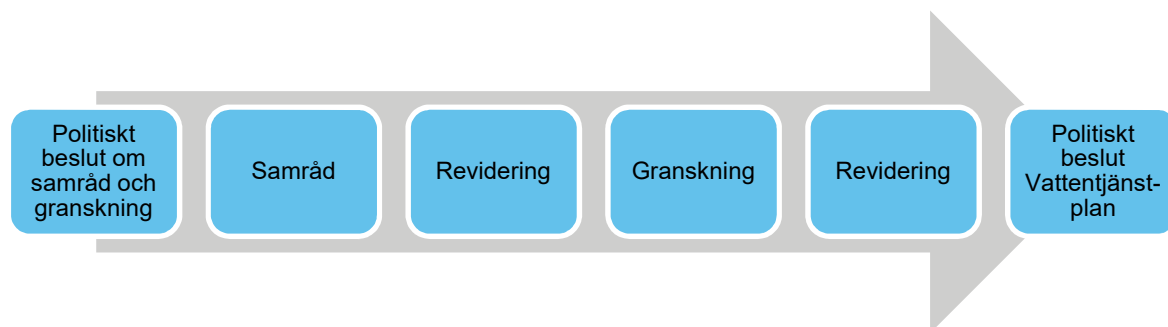 Politiskt
beslut om
samråd och
granskning
Samråd
Revidering
Granskning
Revidering
Politiskt
beslut
Vattentjänst-
plan